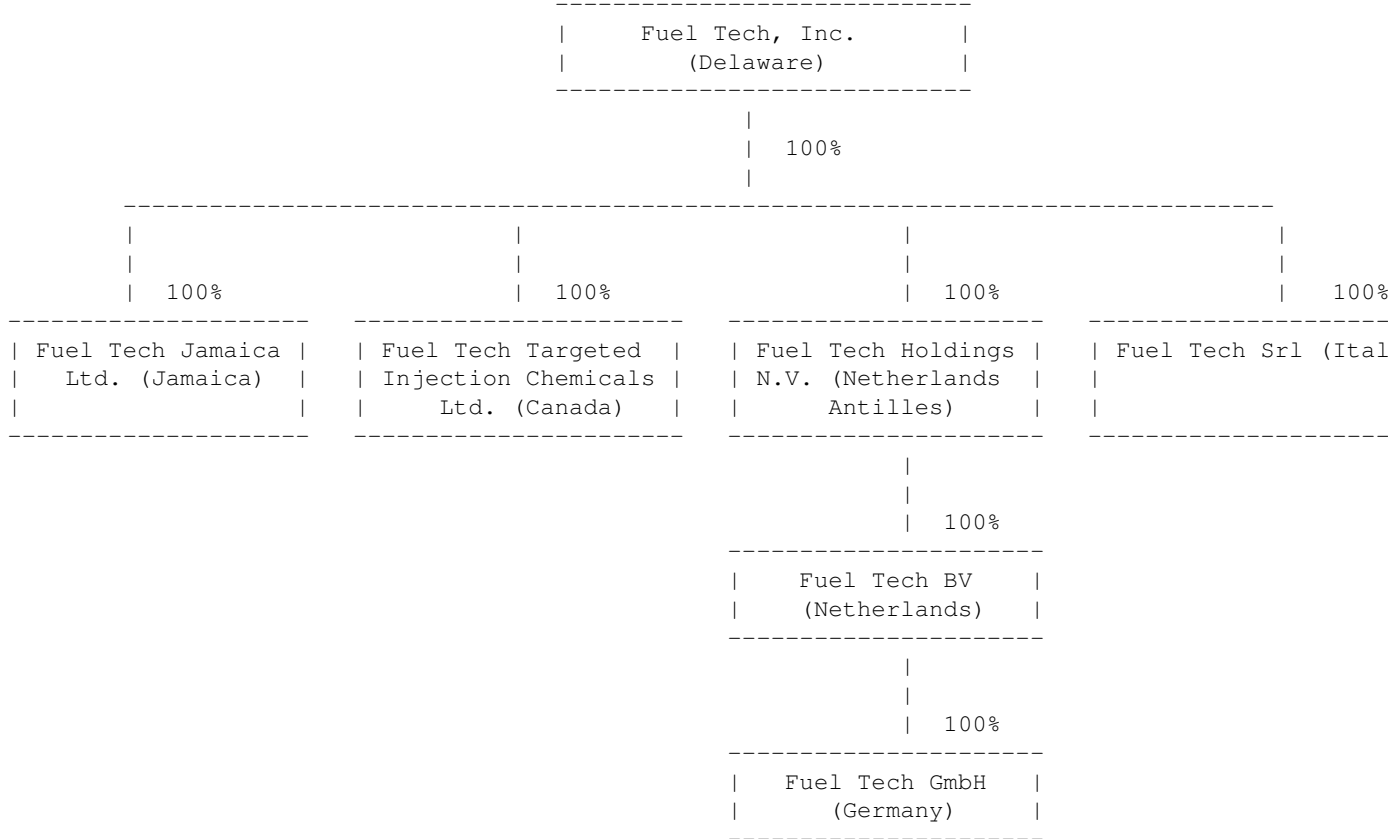 Fuel Tech, Inc.
(Delaware)
100%
100% 100% 100% 100%
Fuel Tech Jamaica
Ltd. (Jamaica)
Fuel Tech Targeted
Injection Chemicals
Ltd. (Canada)
Fuel Tech Holdings
N.V. (Netherlands
Antilles)
Fuel Tech Srl (Ital
100%
Fuel Tech BV
(Netherlands)
100%
Fuel Tech GmbH
(Germany)